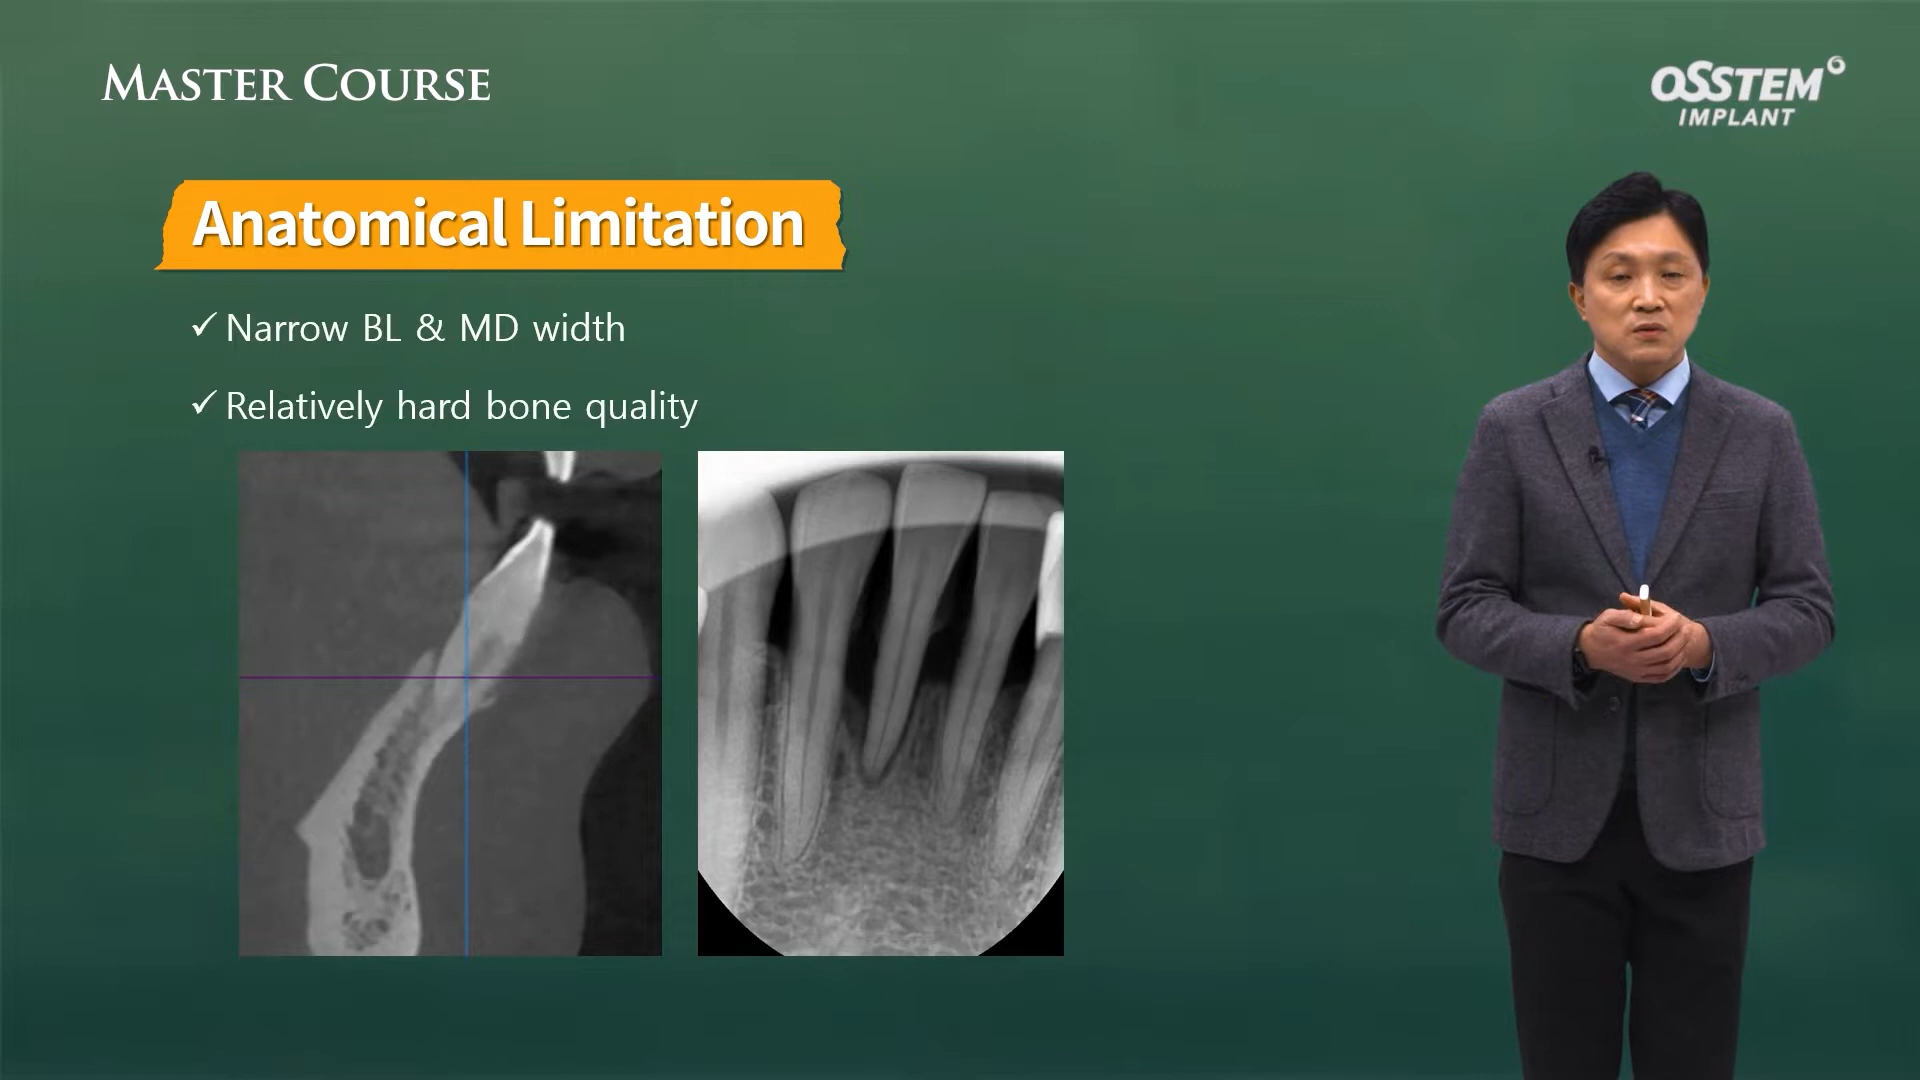 MASTER COURSE
OSSTEM
IMPLANT
Anatomical Limitation
✓ Narrow BL & MD width
✓ Relatively hard bone quality